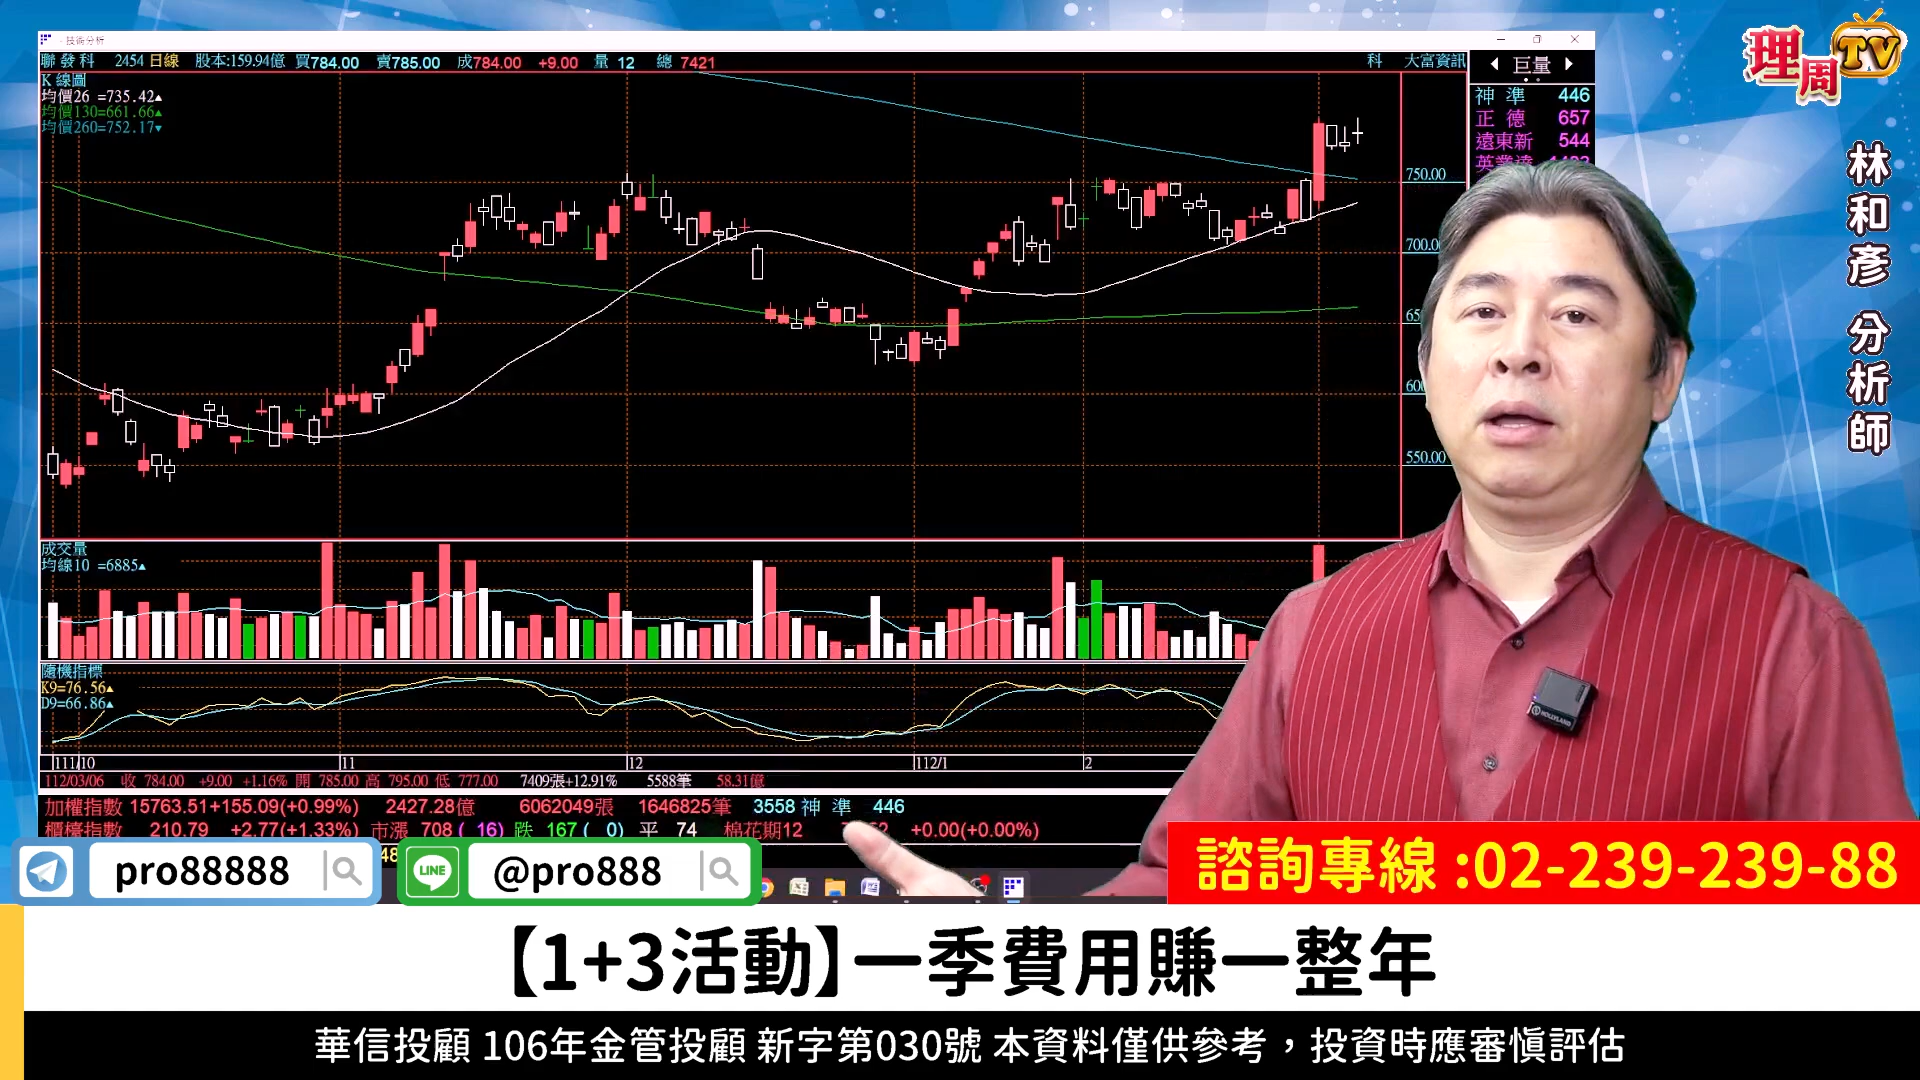 技術分析
聯發科 2454 日線 股本:159.94億 買784.00 賣785.00 成784.00 +9.00 量 12 總 7421 科 大富資訊
K 線圖
均價26 =735.42▲
均價130=661.66▲
均價260=752.17▼
巨量
神準 446
正德 657
遠東新 544
750.00
700.0
650
600
550.00
成交量
均線10 =6885▲
隨機指標
K9=76.56▲
D9=66.86▲
111/10 11 12 112/1 2
112/03/06 收 784.00 +9.00 +1.16% 開 785.00 高 795.00 低 777.00 7409張+12.91% 5588筆 58.31億
加權指數 15763.51+155.09(+0.99%) 2427.28億 6062049張 1646825筆 3558 神準 446
櫃檯指數 210.79 +2.77(+1.33%) 市漲 708( 16) 跌 167( 0) 平 74 棉花期12 +0.00(+0.00%)
理周TV
林和彥 分析師
pro88888
LINE
@pro888
HOLLYLAND
諮詢專線 :02-239-239-88
【1+3活動】一季費用賺一整年
華信投顧 106年金管投顧 新字第030號 本資料僅供參考，投資時應審慎評估